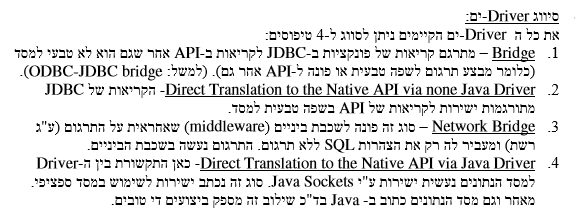 סיווג Driver-ים:
את כל ה Driver-ים הקיימים ניתן לסווג ל-4 טיפוסים:
1. Bridge – מתרגם קריאות של פונקציות ב-JDBC לקריאות ב-API אחר שגם הוא לא טבעי למסד
(כלומר מבצע תרגום לשפה טבעית או פונה ל-API אחר גם). (למשל: ODBC-JDBC bridge).
2. Direct Translation to the Native API via none Java Driver- הקריאות של JDBC
מתורגמות ישירות לקריאות של API בשפה טבעית למסד.
3. Network Bridge – סוג זה פונה לשכבת ביניים (middleware) שאחראית על התרגום (ע"ג
רשת) ומעביר לה רק את הצהרות SQL ללא תרגום. התרגום נעשה בשכבת הביניים.
4. Direct Translation to the Native API via Java Driver- כאן התקשורת בין ה-Driver
למסד הנתונים נעשית ישירות ע"י Java Sockets. סוג זה נכתב ישירות לשימוש במסד ספציפי.
מאחר וגם מסד הנתונים כתוב ב- Java בד"כ שילוב זה מספק ביצועים די טובים.